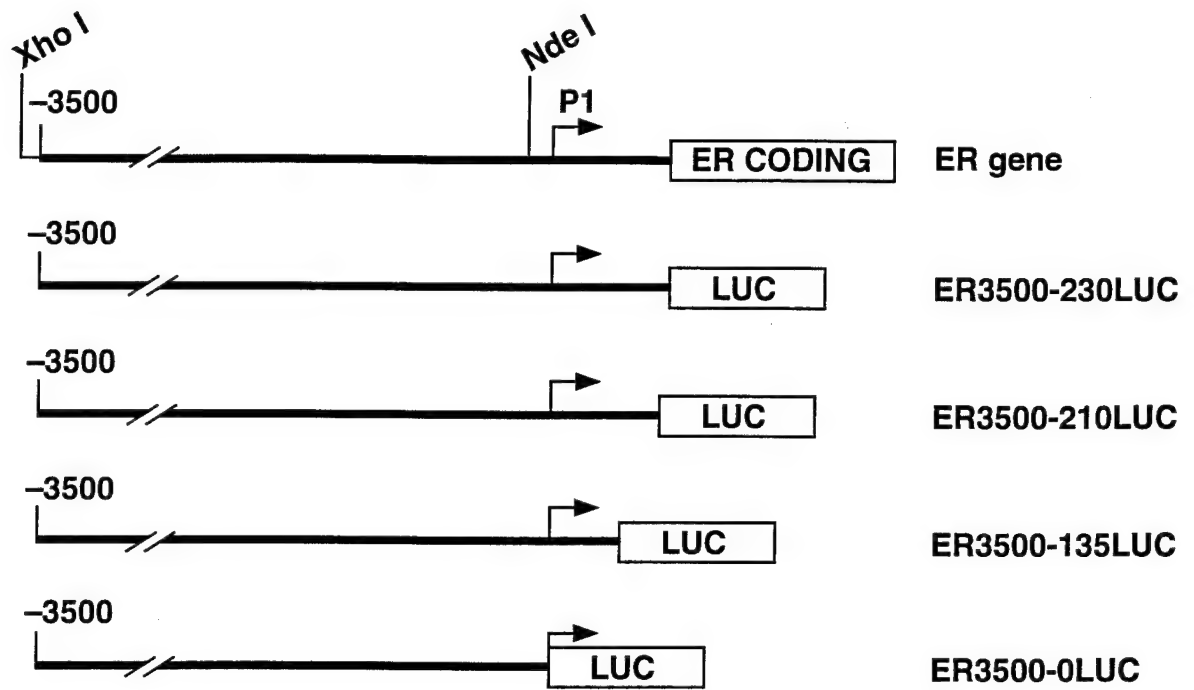 Xho I
Nde I
–3500
P1
ER CODING
ER gene
–3500
LUC
ER3500-230LUC
–3500
LUC
ER3500-210LUC
–3500
LUC
ER3500-135LUC
–3500
LUC
ER3500-0LUC